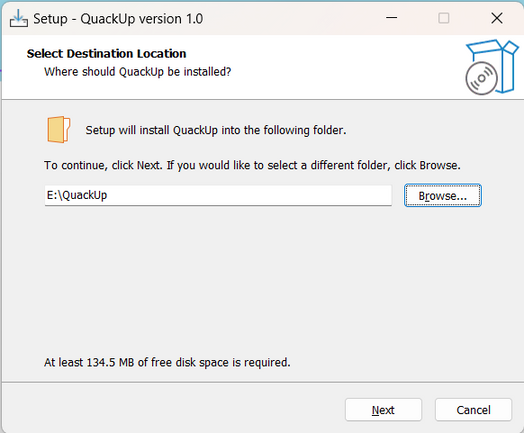 Setup - QuackUp version 1.0
Select Destination Location
Where should QuackUp be installed?
Setup will install QuackUp into the following folder.
To continue, click Next. If you would like to select a different folder, click Browse.
E:\QuackUp
Browse...
At least 134.5 MB of free disk space is required.
Next
Cancel